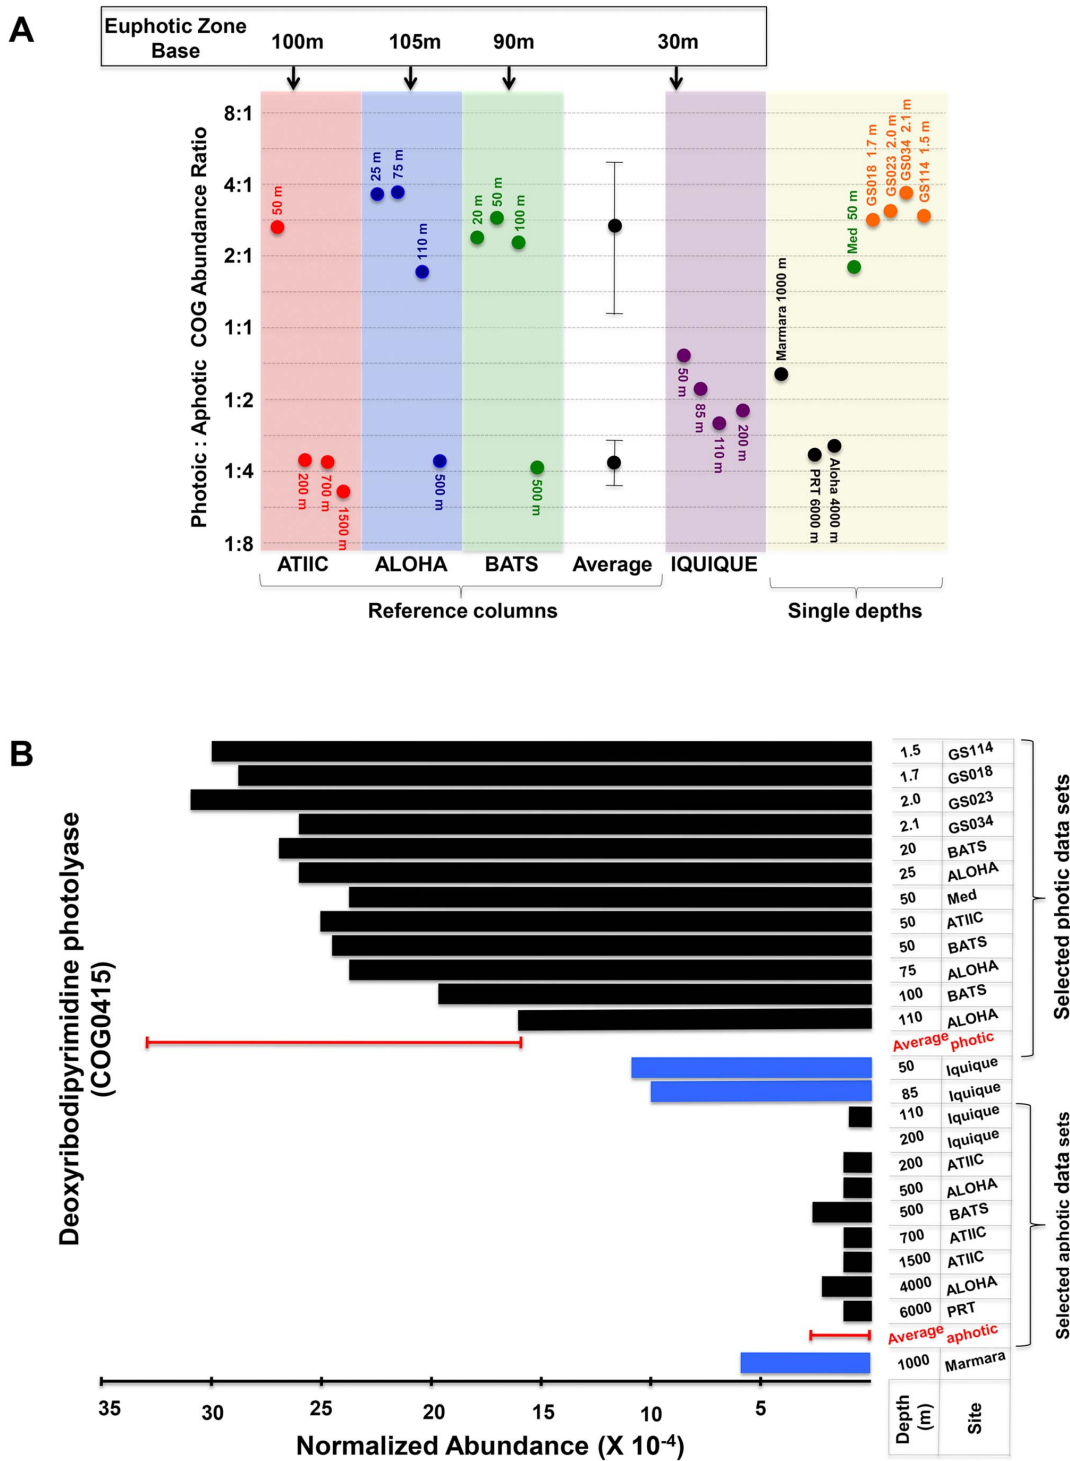 A
Euphotic Zone
Base
100m
105m
90m
30m
Photoic : Aphotic COG Abundance Ratio
8:1
4:1
2:1
1:1
1:2
1:4
1:8
50 m
200 m
700 m
1500 m
25 m
75 m
110 m
500 m
20 m
50 m
100 m
500 m
50 m
85 m
110 m
200 m
Marmara 1000 m
PRT 6000 m
Aloha 4000 m
Med 50 m
GS018 1.7 m
GS023 2.0 m
GS034 2.1 m
GS114 1.5 m
ATIIC
ALOHA
BATS
Average
IQUIQUE
Reference columns
Single depths
B
Deoxyribodipyrimidine photolyase
(COG0415)
1.5 GS114
1.7 GS018
2.0 GS023
2.1 GS034
20 BATS
25 ALOHA
50 Med
50 ATIIC
50 BATS
75 ALOHA
100 BATS
110 ALOHA
Average photic
50 Iquique
85 Iquique
110 Iquique
200 Iquique
200 ATIIC
500 ALOHA
500 BATS
700 ATIIC
1500 ATIIC
4000 ALOHA
6000 PRT
Average aphotic
1000 Marmara
Selected photic data sets
Selected aphotic data sets
35 30 25 20 15 10 5
Normalized Abundance (X 10⁻⁴)
Depth
(m)
Site